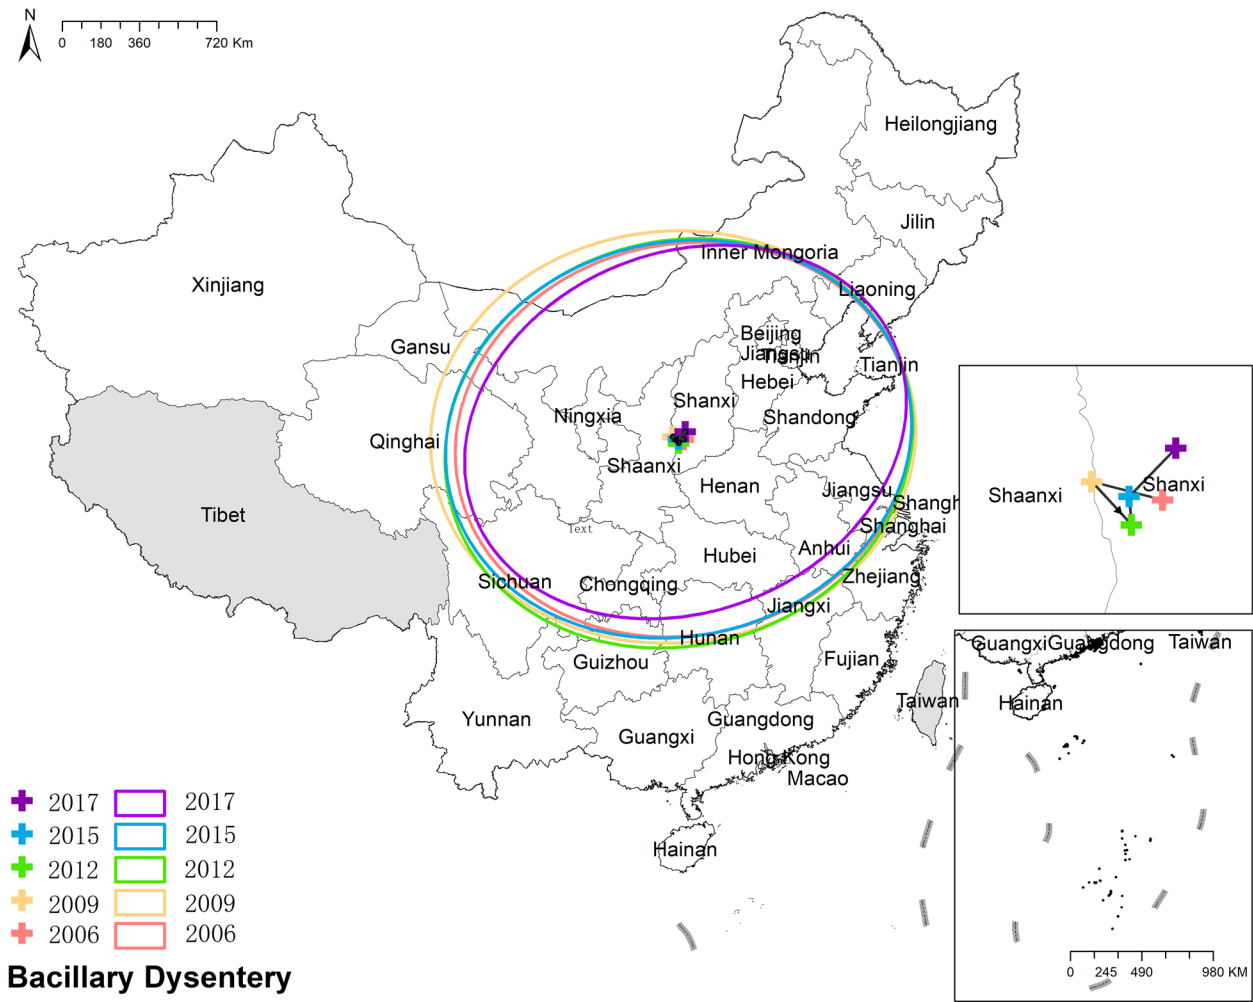 N
0 180 360 720 Km
Heilongjiang
Jilin
Inner Mongoria
Xinjiang
Liaoning
Beijing
Gansu
Jiangsu
Tianjin
Tianjin
Hebei
Shanxi
Ningxia
Shandong
Qinghai
Shaanxi
Henan
Jiangsu
Shangh
Tibet
Text
Shanghai
Hubei
Anhui
Sichuan
Chongqing
Zhejiang
Jiangxi
Hunan
Guizhou
Fujian
Taiwan
Yunnan
Guangdong
Guangxi
Hong Kong
Macao
Hainan
Shaanxi
Shanxi
Guangxi
Guangdong
Taiwan
Hainan
0 245 490 980 KM
2017 2017
2015 2015
2012 2012
2009 2009
2006 2006
Bacillary Dysentery